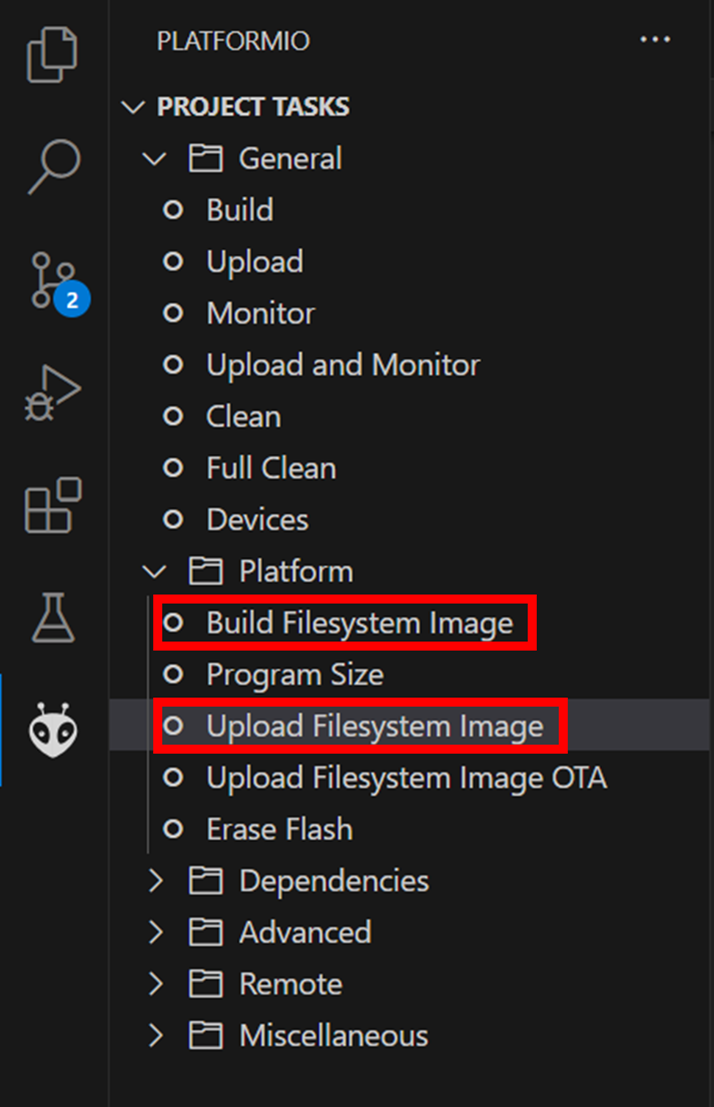 PLATFORMIO
PROJECT TASKS
General
Build
Upload
Monitor
Upload and Monitor
Clean
Full Clean
Devices
2
Platform
Build Filesystem Image
Program Size
Upload Filesystem Image
Upload Filesystem Image OTA
Erase Flash
Dependencies
Advanced
Remote
Miscellaneous